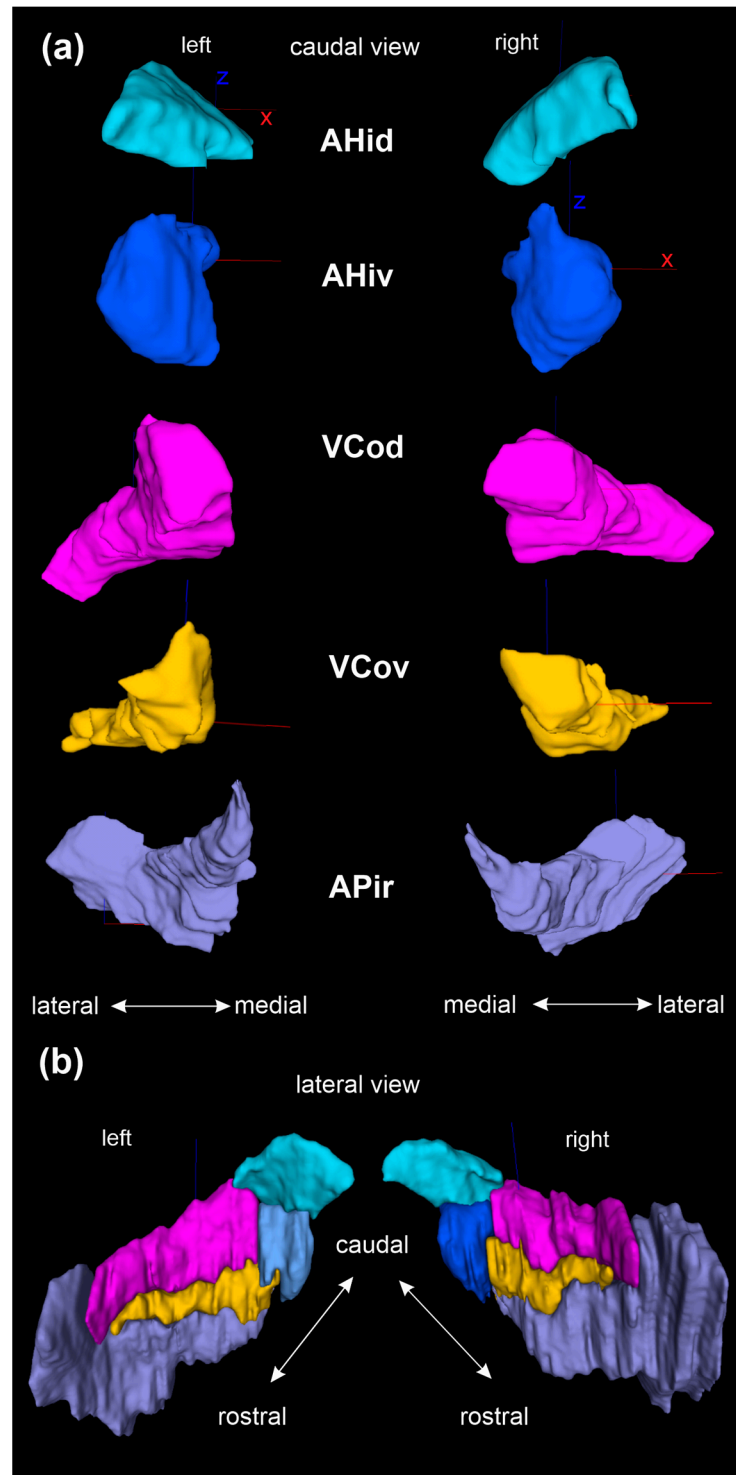 (a)
left caudal view right
z
x
AHid
z
AHiv
x
VCod
VCov
APir
lateral medial medial lateral
(b)
lateral view
left right
caudal
rostral rostral